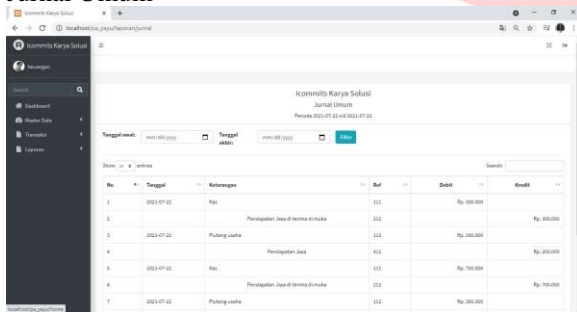 Jurnal Umum
Icommits Karya Solusi
localhost/pa_yayu/laporan/jurnal
Icommits Karya Solusi
keuangan
Search
Dashboard
Master Data
Transaksi
Laporan
Icommits Karya Solusi
Jurnal Umum
Periode 2021-07-22 s/d 2021-07-22
Tanggal awal: mm/dd/yyyy Tanggal akhir: mm/dd/yyyy Filter
Show 10 entries Search:
No Tanggal Keterangan Ref Debit Kredit
1 2021-07-22 Kas 111 Rp. 300.000
2 Pendapatan Jasa di terima di muka 212 Rp. 300.000
3 2021-07-22 Piutang usaha 112 Rp. 200.000
4 Pendapatan Jasa 412 Rp. 200.000
5 2021-07-22 Kas 111 Rp. 700.000
6 Pendapatan Jasa di terima di muka 212 Rp. 700.000
7 2021-07-22 Piutang usaha 112 Rp. 300.000
localhost/pa_yayu/home